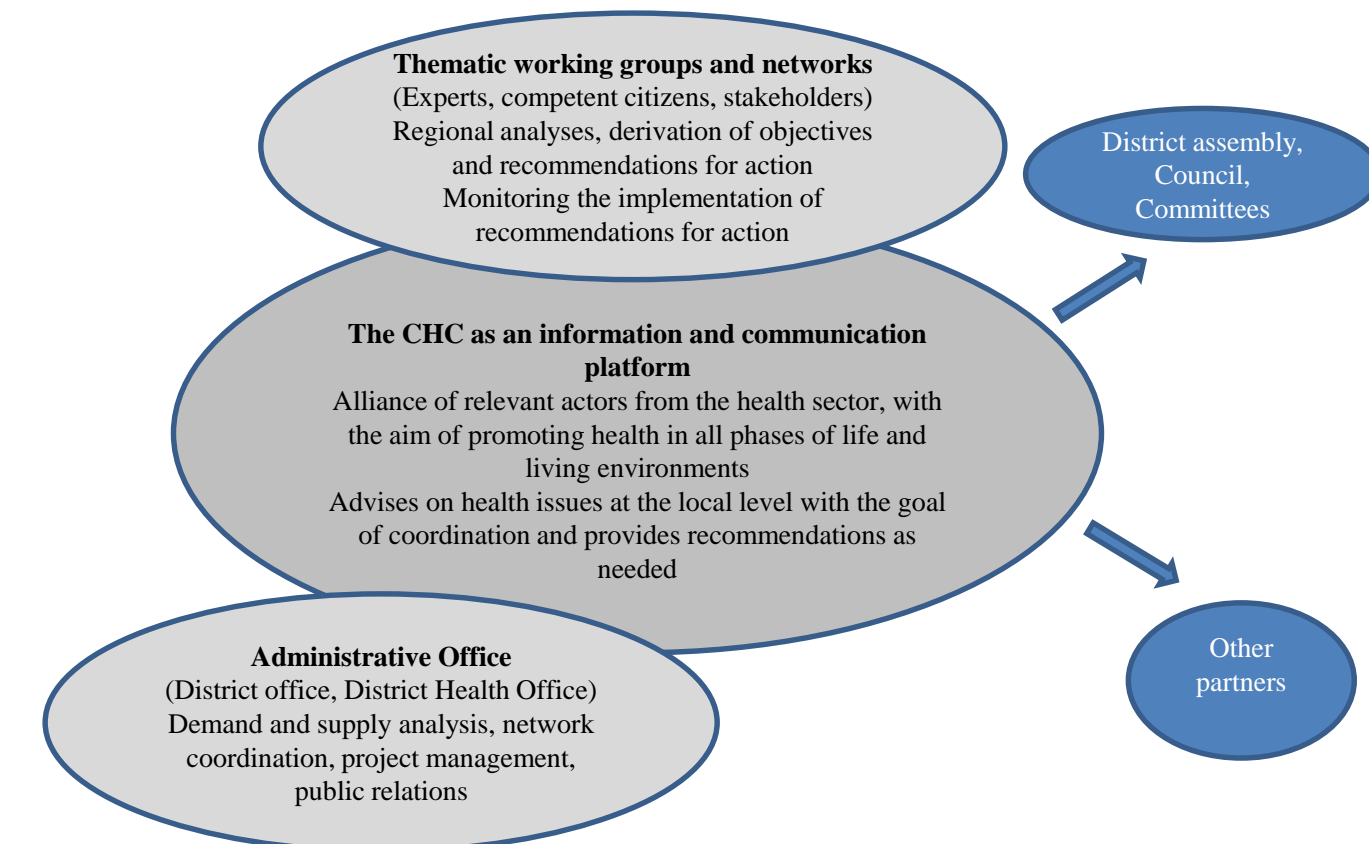 Thematic working groups and networks
(Experts, competent citizens, stakeholders)
Regional analyses, derivation of objectives
and recommendations for action
Monitoring the implementation of
recommendations for action
District assembly,
Council,
Committees
The CHC as an information and communication
platform
Alliance of relevant actors from the health sector, with
the aim of promoting health in all phases of life and
living environments
Advises on health issues at the local level with the goal
of coordination and provides recommendations as
needed
Other
partners
Administrative Office
(District office, District Health Office)
Demand and supply analysis, network
coordination, project management,
public relations